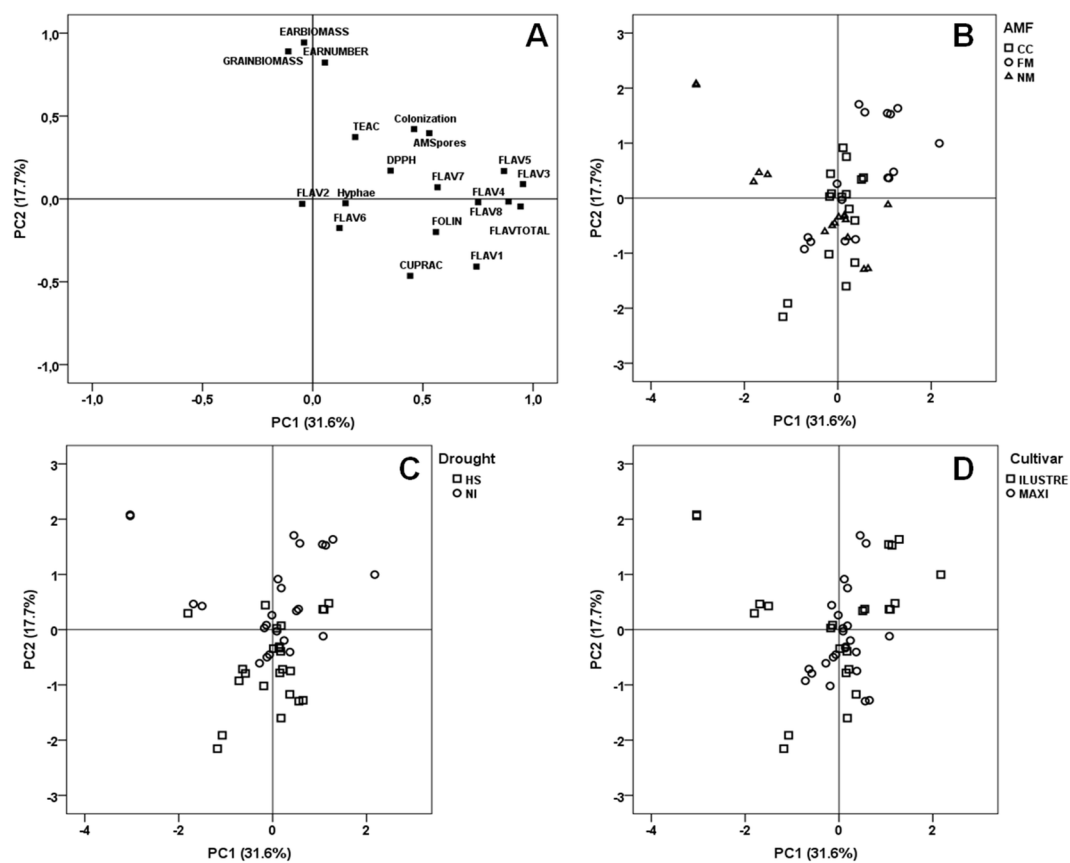 A
1,0
0,5
0,0
-0,5
-1,0
PC2 (17.7%)
EARBIOMASS
EARNUMBER
GRAINBIOMASS
TEAC
Colonization
AMSpores
DPPH
FLAV5
FLAV3
FLAV7
FLAV2
Hyphae
FLAV4
FLAV8
FLAV6
FOLIN
FLAVTOTAL
CUPRAC
FLAV1
-1,0
-0,5
0,0
0,5
1,0
PC1 (31.6%)
B
AMF
CC
FM
NM
3
2
1
0
-1
-2
-3
PC2 (17.7%)
-4
-2
0
2
PC1 (31.6%)
C
Drought
HS
NI
3
2
1
0
-1
-2
-3
PC2 (17.7%)
-4
-2
0
2
PC1 (31.6%)
D
Cultivar
ILUSTRE
MAXI
3
2
1
0
-1
-2
-3
PC2 (17.7%)
-4
-2
0
2
PC1 (31.6%)